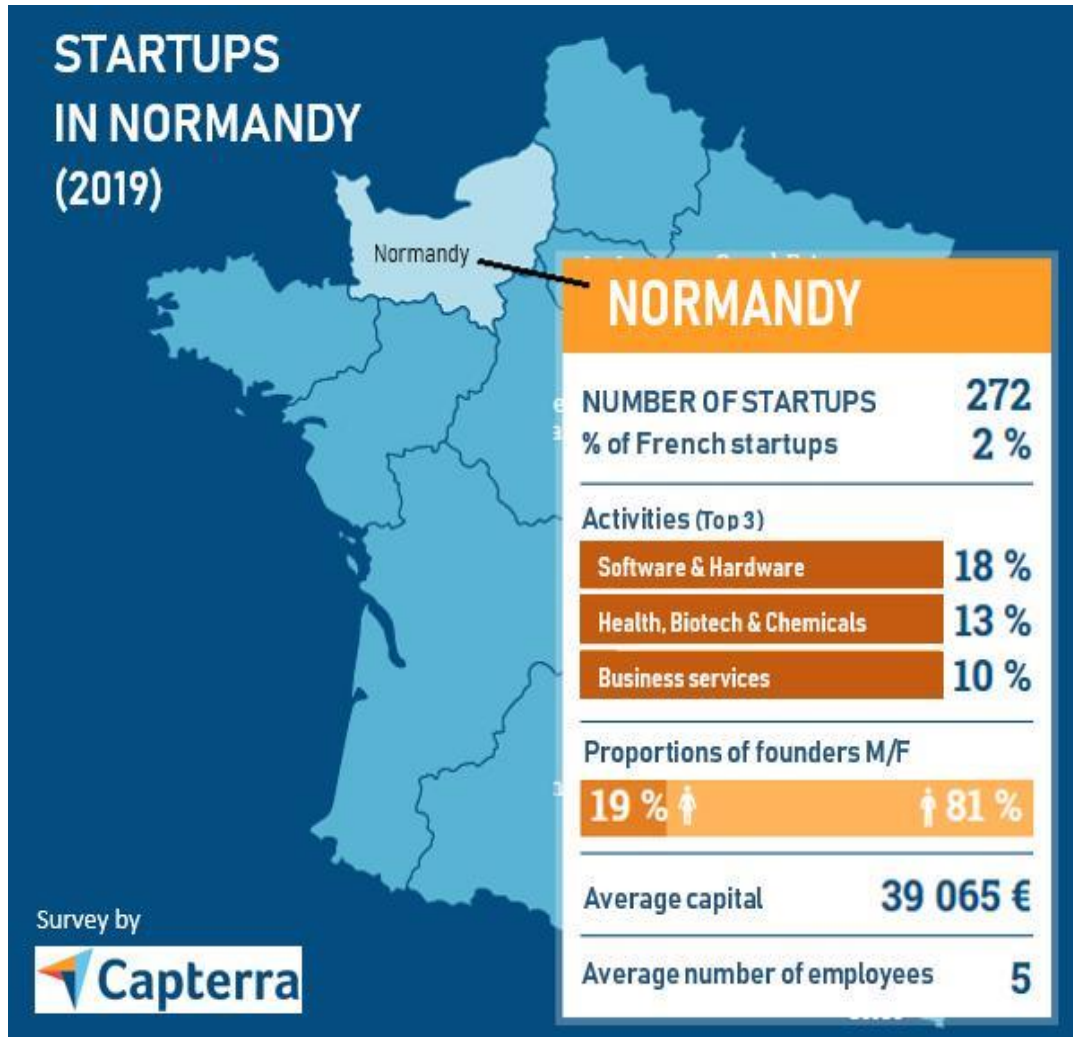 STARTUPS
IN NORMANDY
(2019)
Normandy
NORMANDY
NUMBER OF STARTUPS 272
% of French startups 2 %
Activities (Top 3)
Software & Hardware 18 %
Health, Biotech & Chemicals 13 %
Business services 10 %
Proportions of founders M/F
19 % 81 %
Average capital 39 065 €
Average number of employees 5
Survey by
Capterra